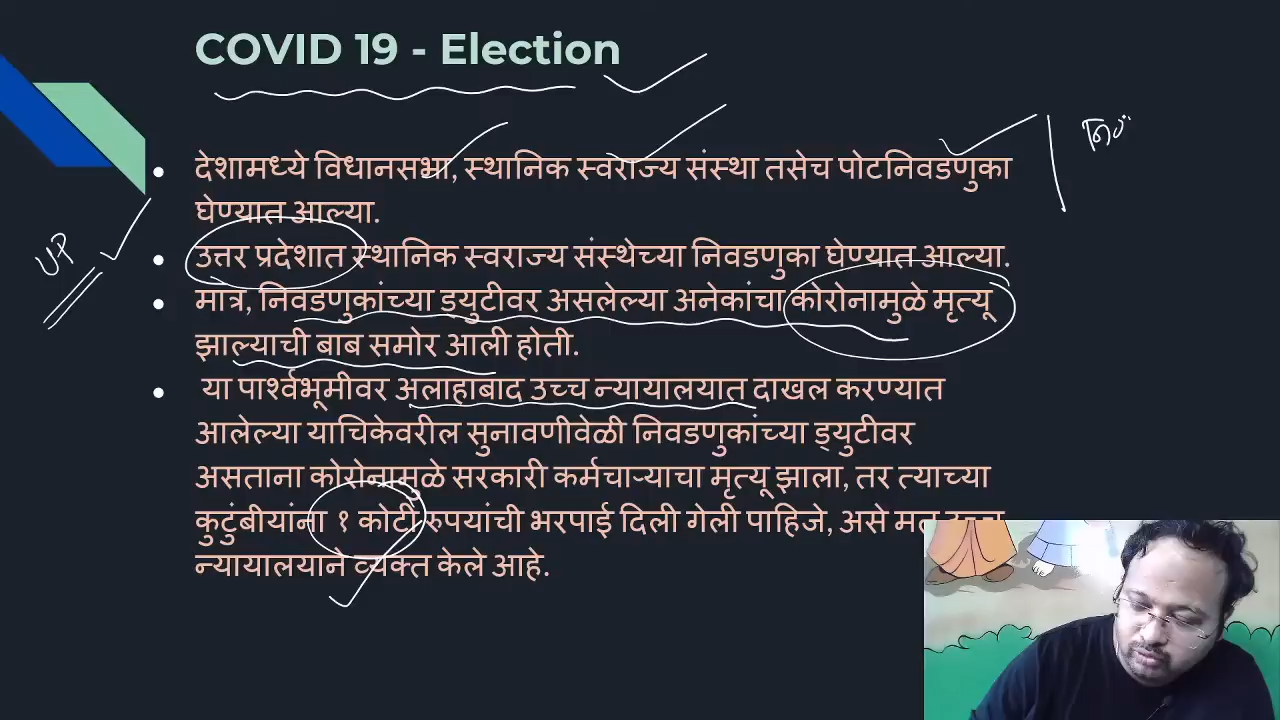 COVID 19 - Election
देशामध्ये विधानसभा, स्थानिक स्वराज्य संस्था तसेच पोटनिवडणुका
घेण्यात आल्या.
UP
उत्तर प्रदेशात स्थानिक स्वराज्य संस्थेच्या निवडणुका घेण्यात आल्या.
मात्र, निवडणुकांच्या ड्युटीवर असलेल्या अनेकांचा कोरोनामुळे मृत्यू
झाल्याची बाब समोर आली होती.
या पार्श्वभूमीवर अलाहाबाद उच्च न्यायालयात दाखल करण्यात
आलेल्या याचिकेवरील सुनावणीवेळी निवडणुकांच्या ड्युटीवर
असताना कोरोनामुळे सरकारी कर्मचाऱ्याचा मृत्यू झाला, तर त्याच्या
कुटुंबीयांना १ कोटी रुपयांची भरपाई दिली गेली पाहिजे, असे मत उच्च
न्यायालयाने व्यक्त केले आहे.